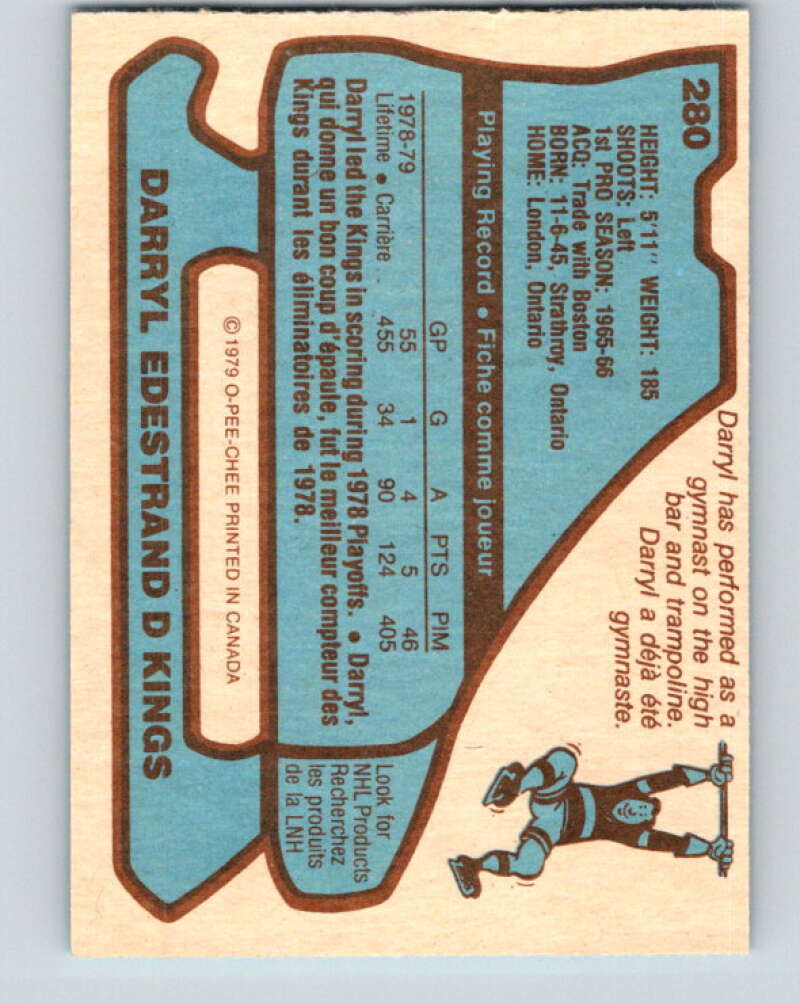 280
HEIGHT: 5'11" WEIGHT: 185
SHOOTS: Left
1st PRO SEASON: 1965-66
ACQ: Trade with Boston
BORN: 11-6-45, Strathroy, Ontario
HOME: London, Ontario
Darryl has performed as a
gymnast on the high
bar and trampoline.
Darryl a déjà été
gymnaste.
Playing Record • Fiche comme joueur
GP G A PTS PIM
1978-79 55 1 4 5 46
Lifetime • Carrière... 455 34 90 124 405
Darryl led the Kings in scoring during 1978 Playoffs. • Darryl,
qui donne un bon coup d'épaule, fut le meilleur compteur des
Kings durant les éliminatoires de 1978.
Look for
NHL Products
Recherchez
les produits
de la LNH
© 1979 O-PEE-CHEE PRINTED IN CANADA
DARRYL EDESTRAND D KINGS